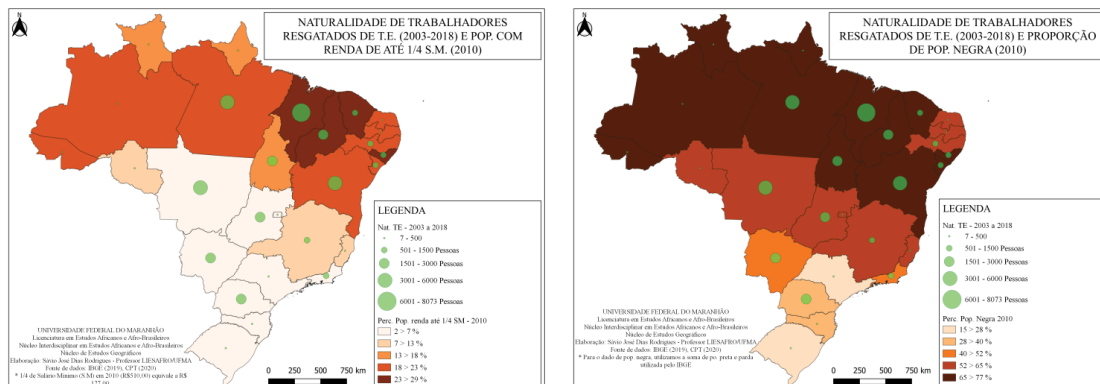 NATURALIDADE DE TRABALHADORES
RESGATADOS DE T.E. (2003-2018) E POP. COM
RENDA DE ATÉ 1/4 S.M. (2010)
N
LEGENDA
Nat. TE - 2003 a 2018
7 - 500
501 - 1500 Pessoas
1501 - 3000 Pessoas
3001 - 6000 Pessoas
6001 - 8073 Pessoas
Perc. Pop. renda até 1/4 SM - 2010
2 > 7 %
7 > 13 %
13 > 18 %
18 > 23 %
23 > 29 %
UNIVERSIDADE FEDERAL DO MARANHÃO
Licenciatura em Estudos Africanos e Afro-Brasileiros
Núcleo Interdisciplinar em Estudos Africanos e Afro-Brasileiros
Núcleo de Estudos Geográficos
Elaboração: Sávio José Dias Rodrigues - Professor LIESAFRO/UFMA
Fonte de dados: IBGE (2019), CPT (2020)
* 1/4 de Salário Mínimo (S.M) em 2010 (R$510,00) equivale a R$
127,00
0 250 500 750 km
NATURALIDADE DE TRABALHADORES
RESGATADOS DE T.E. (2003-2018) E PROPORÇÃO
DE POP. NEGRA (2010)
N
LEGENDA
Nat. TE - 2003 a 2018
7 - 500
501 - 1500 Pessoas
1501 - 3000 Pessoas
3001 - 6000 Pessoas
6001 - 8073 Pessoas
Perc. Pop. Negra 2010
15 > 28 %
28 > 40 %
40 > 52 %
52 > 65 %
65 > 77 %
UNIVERSIDADE FEDERAL DO MARANHÃO
Licenciatura em Estudos Africanos e Afro-Brasileiros
Núcleo Interdisciplinar em Estudos Africanos e Afro-Brasileiros
Núcleo de Estudos Geográficos
Elaboração: Sávio José Dias Rodrigues - Professor LIESAFRO/UFMA
Fonte de dados: IBGE (2019), CPT (2020)
* Para o dado de pop. negra, utilizamos a soma de po. preta e parda
utilizada pelo IBGE
0 250 500 750 km